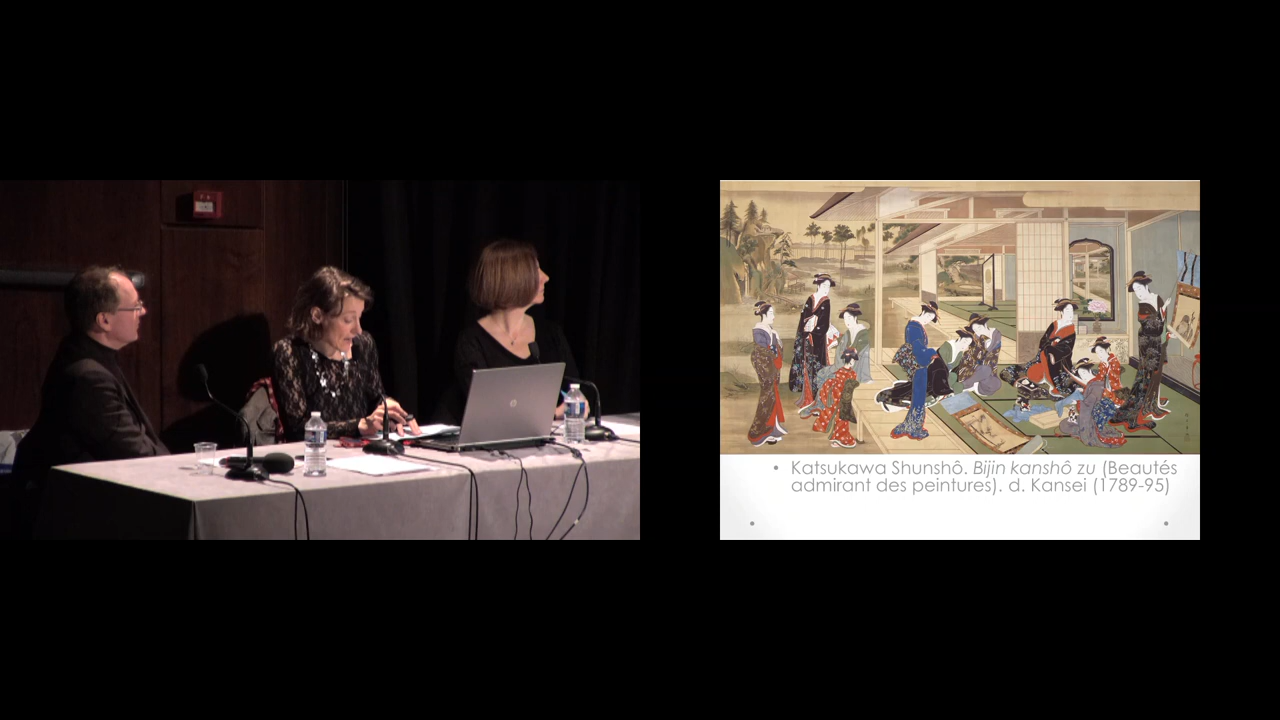 • Katsukawa Shunshô. Bijin kanshô zu (Beautés
admirant des peintures). d. Kansei (1789-95)